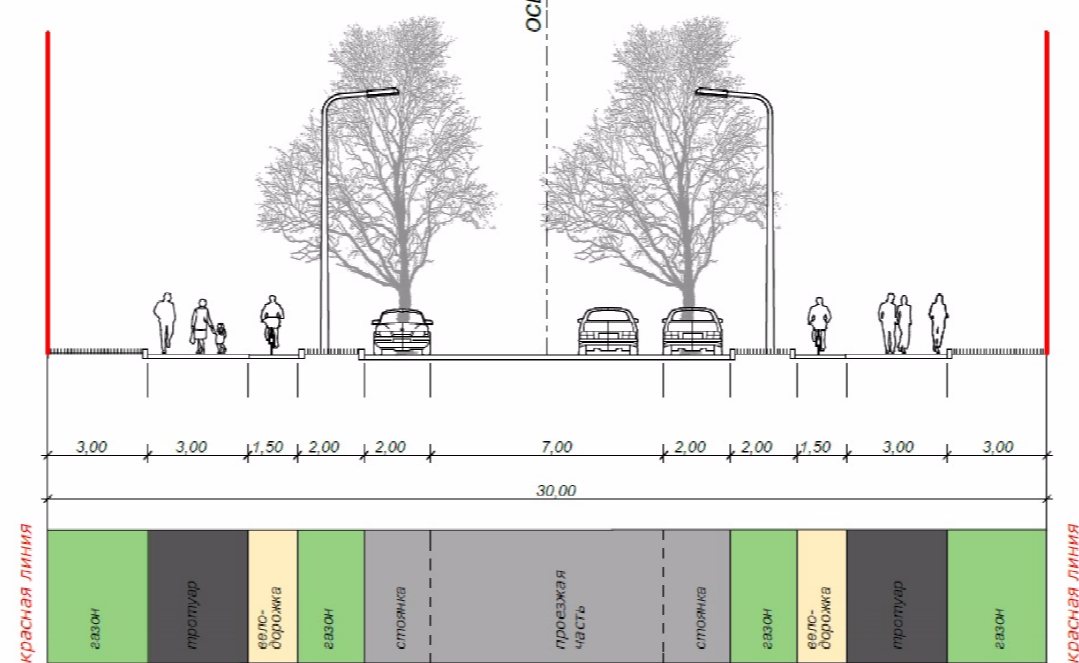 ОСЬ
3,00 3,00 1,50 2,00 2,00 7,00 2,00 2,00 1,50 3,00 3,00
30,00
красная линия
газон
тротуар
вело-
дорожка
газон
стоянка
проезжая
часть
стоянка
газон
вело-
дорожка
тротуар
газон
красная линия